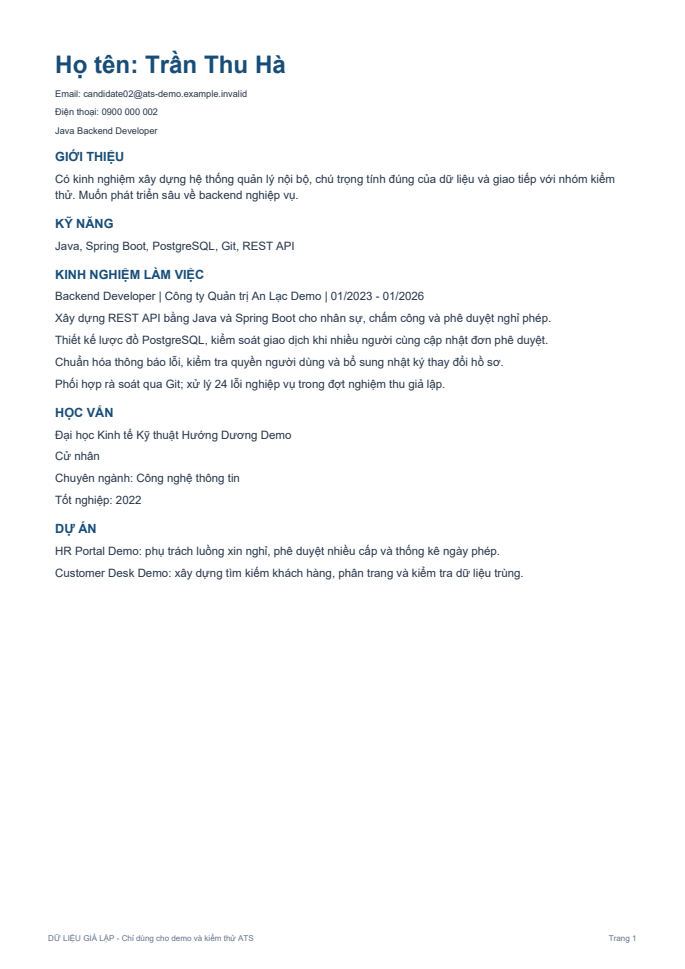 Họ tên: Trần Thu Hà
Email: candidate02@ats-demo.example.invalid
Điện thoại: 0900 000 002
Java Backend Developer
GIỚI THIỆU
Có kinh nghiệm xây dựng hệ thống quản lý nội bộ, chú trọng tính đúng của dữ liệu và giao tiếp với nhóm kiểm
thử. Muốn phát triển sâu về backend nghiệp vụ.
KỸ NĂNG
Java, Spring Boot, PostgreSQL, Git, REST API
KINH NGHIỆM LÀM VIỆC
Backend Developer | Công ty Quản trị An Lạc Demo | 01/2023 - 01/2026
Xây dựng REST API bằng Java và Spring Boot cho nhân sự, chấm công và phê duyệt nghỉ phép.
Thiết kế lược đồ PostgreSQL, kiểm soát giao dịch khi nhiều người cùng cập nhật đơn phê duyệt.
Chuẩn hóa thông báo lỗi, kiểm tra quyền người dùng và bổ sung nhật ký thay đổi hồ sơ.
Phối hợp rà soát qua Git; xử lý 24 lỗi nghiệp vụ trong đợt nghiệm thu giả lập.
HỌC VẤN
Đại học Kinh tế Kỹ thuật Hướng Dương Demo
Cử nhân
Chuyên ngành: Công nghệ thông tin
Tốt nghiệp: 2022
DỰ ÁN
HR Portal Demo: phụ trách luồng xin nghỉ, phê duyệt nhiều cấp và thống kê ngày phép.
Customer Desk Demo: xây dựng tìm kiếm khách hàng, phân trang và kiểm tra dữ liệu trùng.
DỮ LIỆU GIẢ LẬP - Chỉ dùng cho demo và kiểm thử ATS
Trang 1